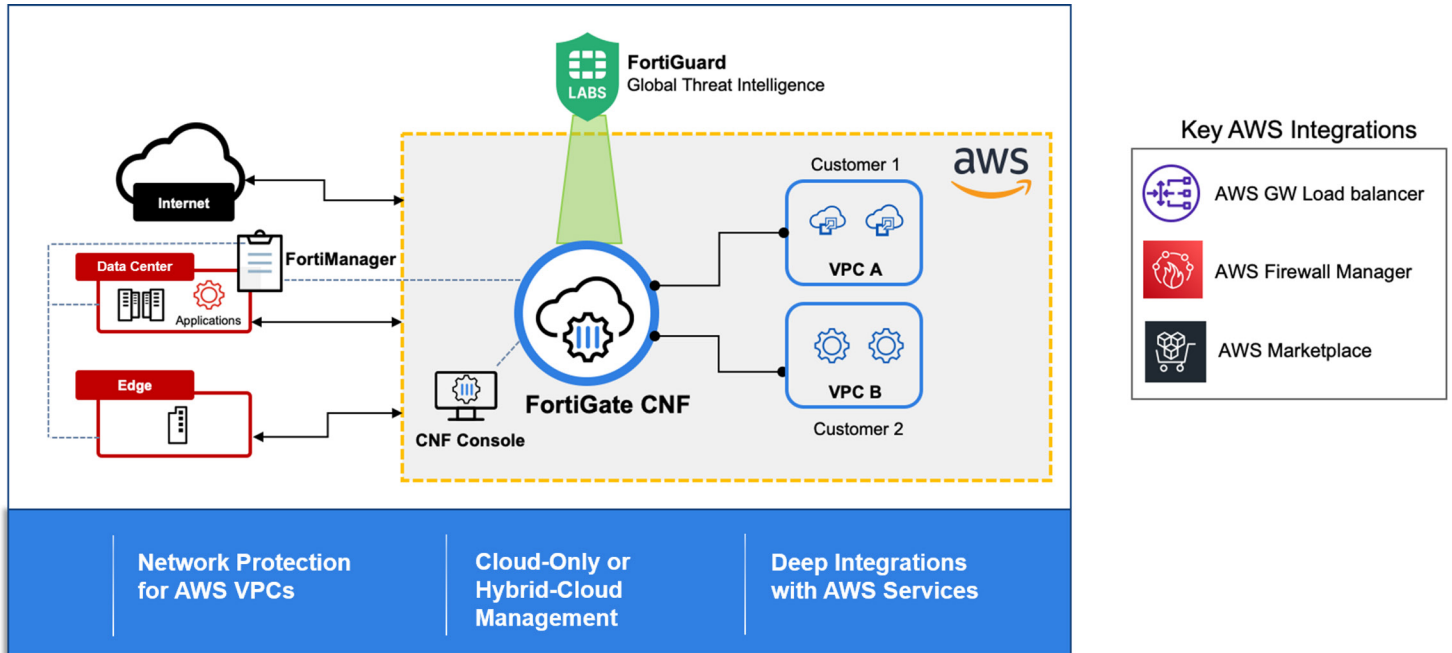 FortiGuard
Global Threat Intelligence
LABS
Key AWS Integrations
Customer 1
aws
Internet
AWS GW Load balancer
FortiManager
VPC A
Data Center
AWS Firewall Manager
Applications
AWS Marketplace
Edge
FortiGate CNF
VPC B
CNF Console
Customer 2
Network Protection
for AWS VPCs
Cloud-Only or
Hybrid-Cloud
Management
Deep Integrations
with AWS Services